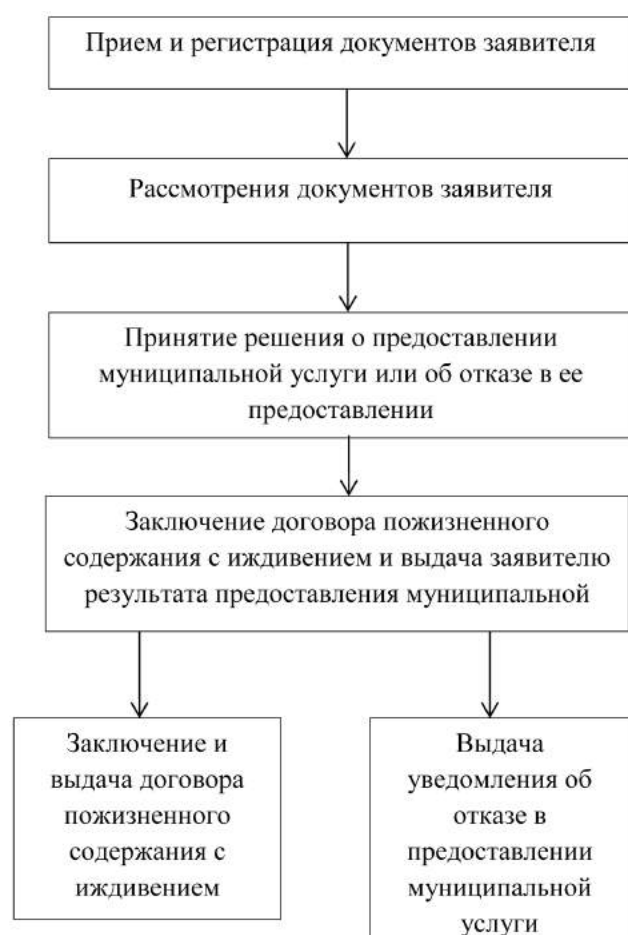 Прием и регистрация документов заявителя
Рассмотрения документов заявителя
Принятие решения о предоставлении
муниципальной услуги или об отказе в ее
предоставлении
Заключение договора пожизненного
содержания с иждивением и выдача заявителю
результата предоставления муниципальной
Заключение и
выдача договора
пожизненного
содержания с
иждивением
Выдача
уведомления об
отказе в
предоставлении
муниципальной
услуги